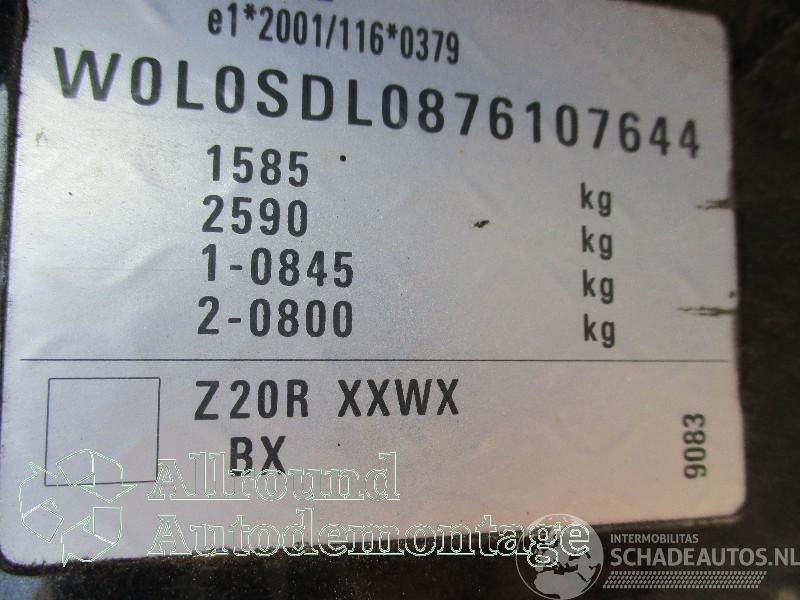 e1*2001/116*0379
W0L0SDL0876107644
1585 kg
2590 kg
1-0845 kg
2-0800 kg
Z20R XXWX
BX
9083
Allround
Autodemontage
INTERMOBILITAS
SCHADEAUTOS.NL